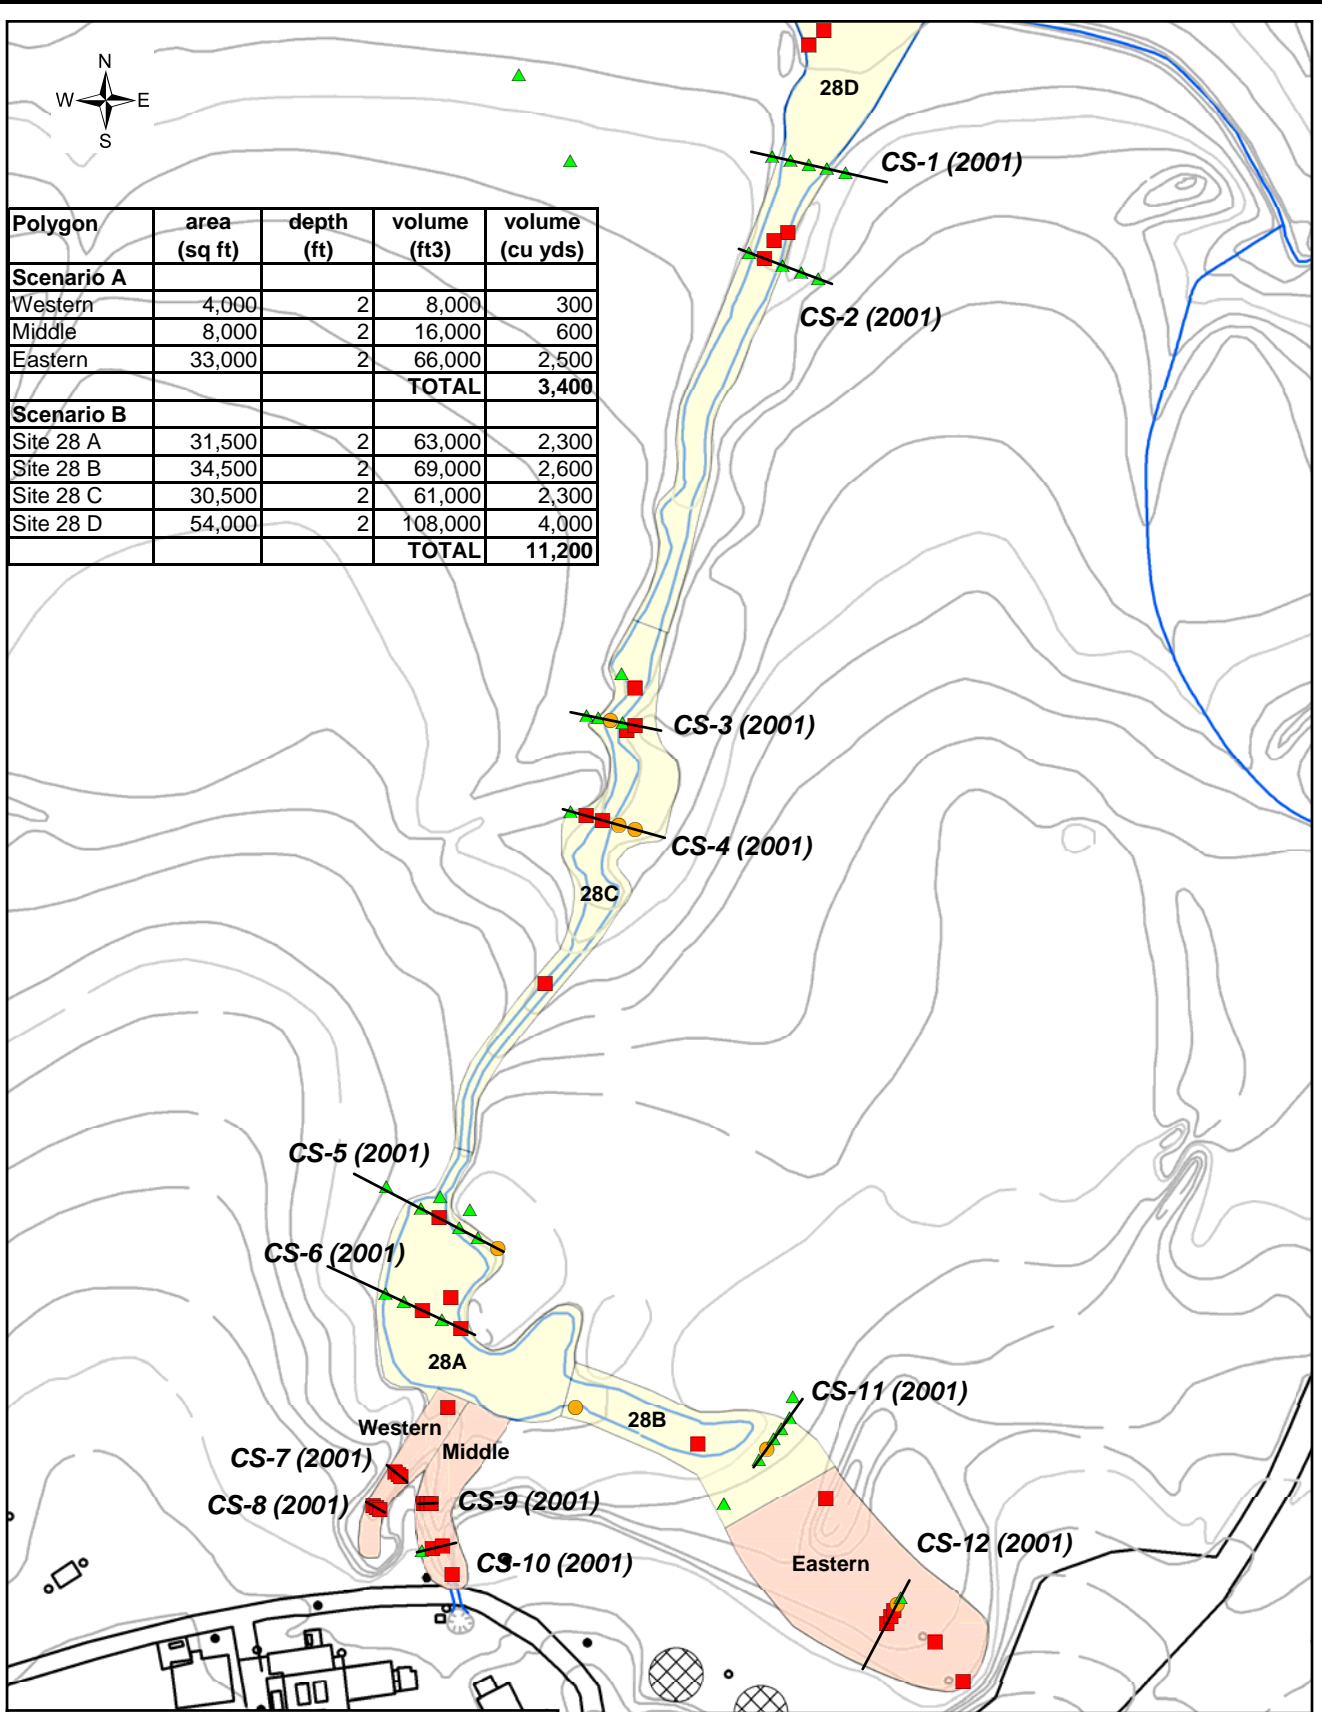 N
W E
S
28D
CS-1 (2001)
CS-2 (2001)
Polygon area depth volume volume
(sq ft) (ft) (ft3) (cu yds)
Scenario A
Western 4,000 2 8,000 300
Middle 8,000 2 16,000 600
Eastern 33,000 2 66,000 2,500
TOTAL 3,400
Scenario B
Site 28 A 31,500 2 63,000 2,300
Site 28 B 34,500 2 69,000 2,600
Site 28 C 30,500 2 61,000 2,300
Site 28 D 54,000 2 108,000 4,000
TOTAL 11,200
CS-3 (2001)
CS-4 (2001)
28C
CS-5 (2001)
CS-6 (2001)
28A
CS-11 (2001)
28B
Western
Middle
CS-7 (2001)
CS-8 (2001)
CS-9 (2001)
CS-10 (2001)
CS-12 (2001)
Eastern